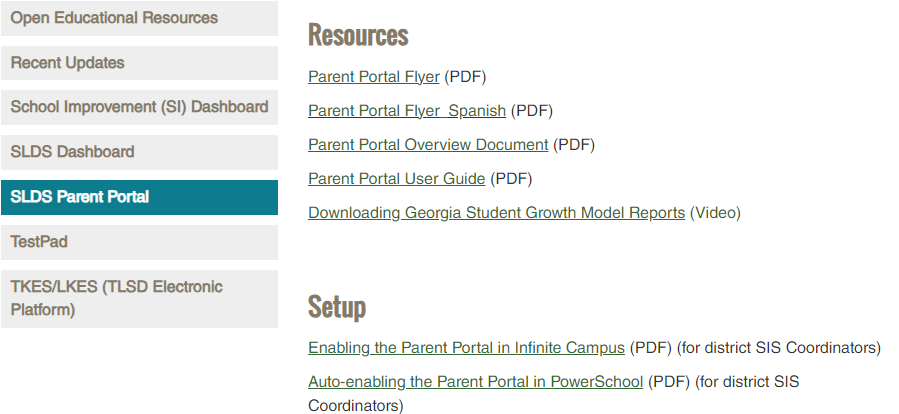 Open Educational Resources
Recent Updates
School Improvement (SI) Dashboard
SLDS Dashboard
SLDS Parent Portal
TestPad
TKES/LKES (TLSD Electronic
Platform)
Resources
Parent Portal Flyer (PDF)
Parent Portal Flyer  Spanish (PDF)
Parent Portal Overview Document (PDF)
Parent Portal User Guide (PDF)
Downloading Georgia Student Growth Model Reports (Video)
Setup
Enabling the Parent Portal in Infinite Campus (PDF) (for district SIS Coordinators)
Auto-enabling the Parent Portal in PowerSchool (PDF) (for district SIS
Coordinators)